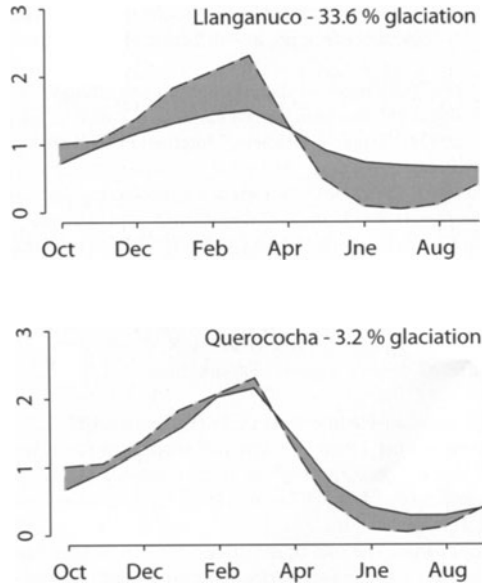 Llanganuco - 33.6 % glaciation
3
2
1
0
Oct Dec Feb Apr Jne Aug
Querococha - 3.2 % glaciation
3
2
1
0
Oct Dec Feb Apr Jne Aug